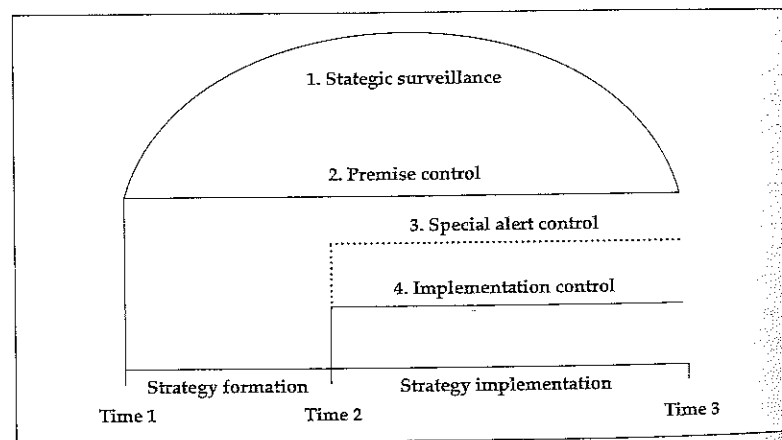 1. Stategic surveillance
2. Premise control
3. Special alert control
4. Implementation control
Strategy formation Strategy implementation
Time 1 Time 2 Time 3